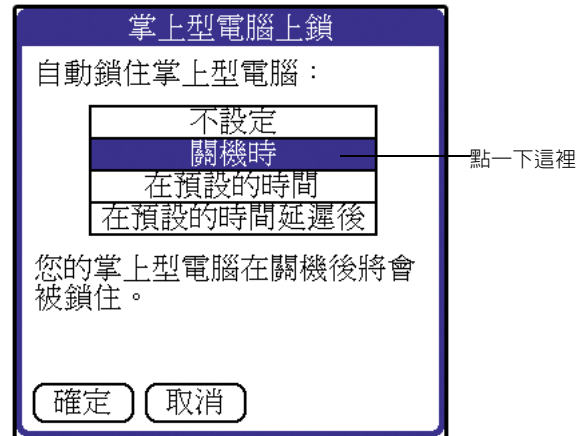 掌上型電腦上鎖
自動鎖住掌上型電腦：
不設定
關機時
點一下這裡
在預設的時間
在預設的時間延遲後
您的掌上型電腦在關機後將會
被鎖住。
確定
取消